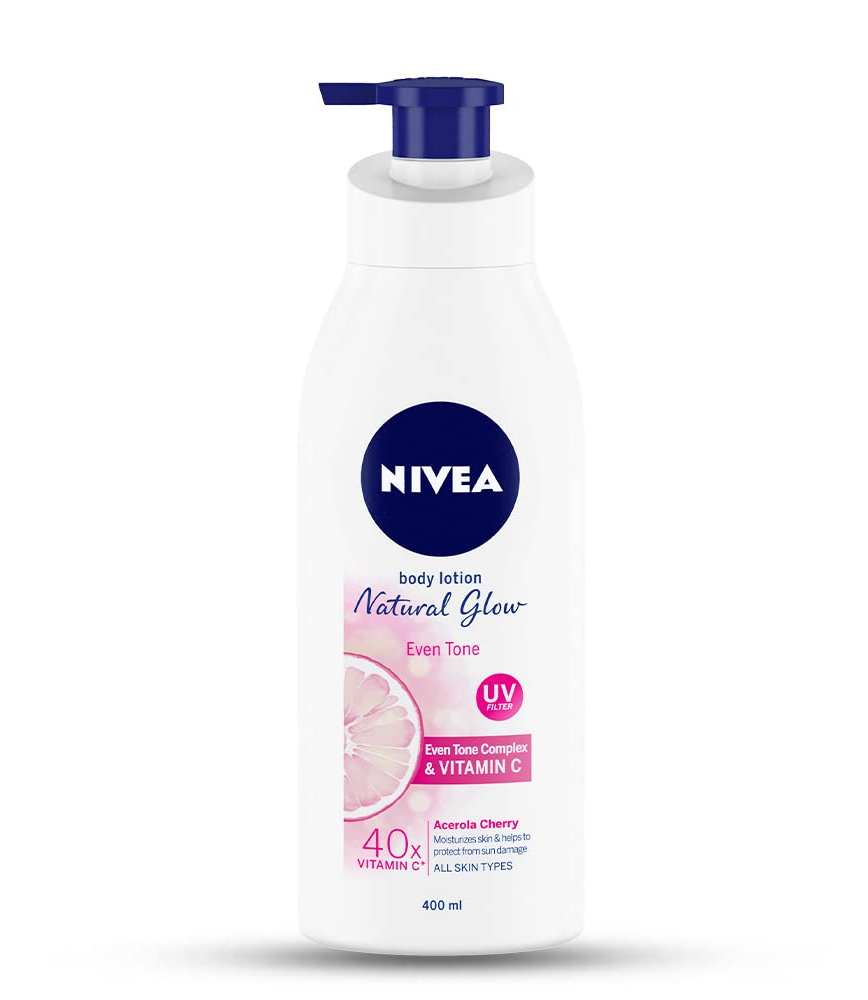 NIVEA
body lotion
Natural Glow
Even Tone
UV
FILTER
Even Tone Complex
& VITAMIN C
40x
VITAMIN C*
Acerola Cherry
Moisturizes skin & helps to
protect from sun damage
ALL SKIN TYPES
400 ml